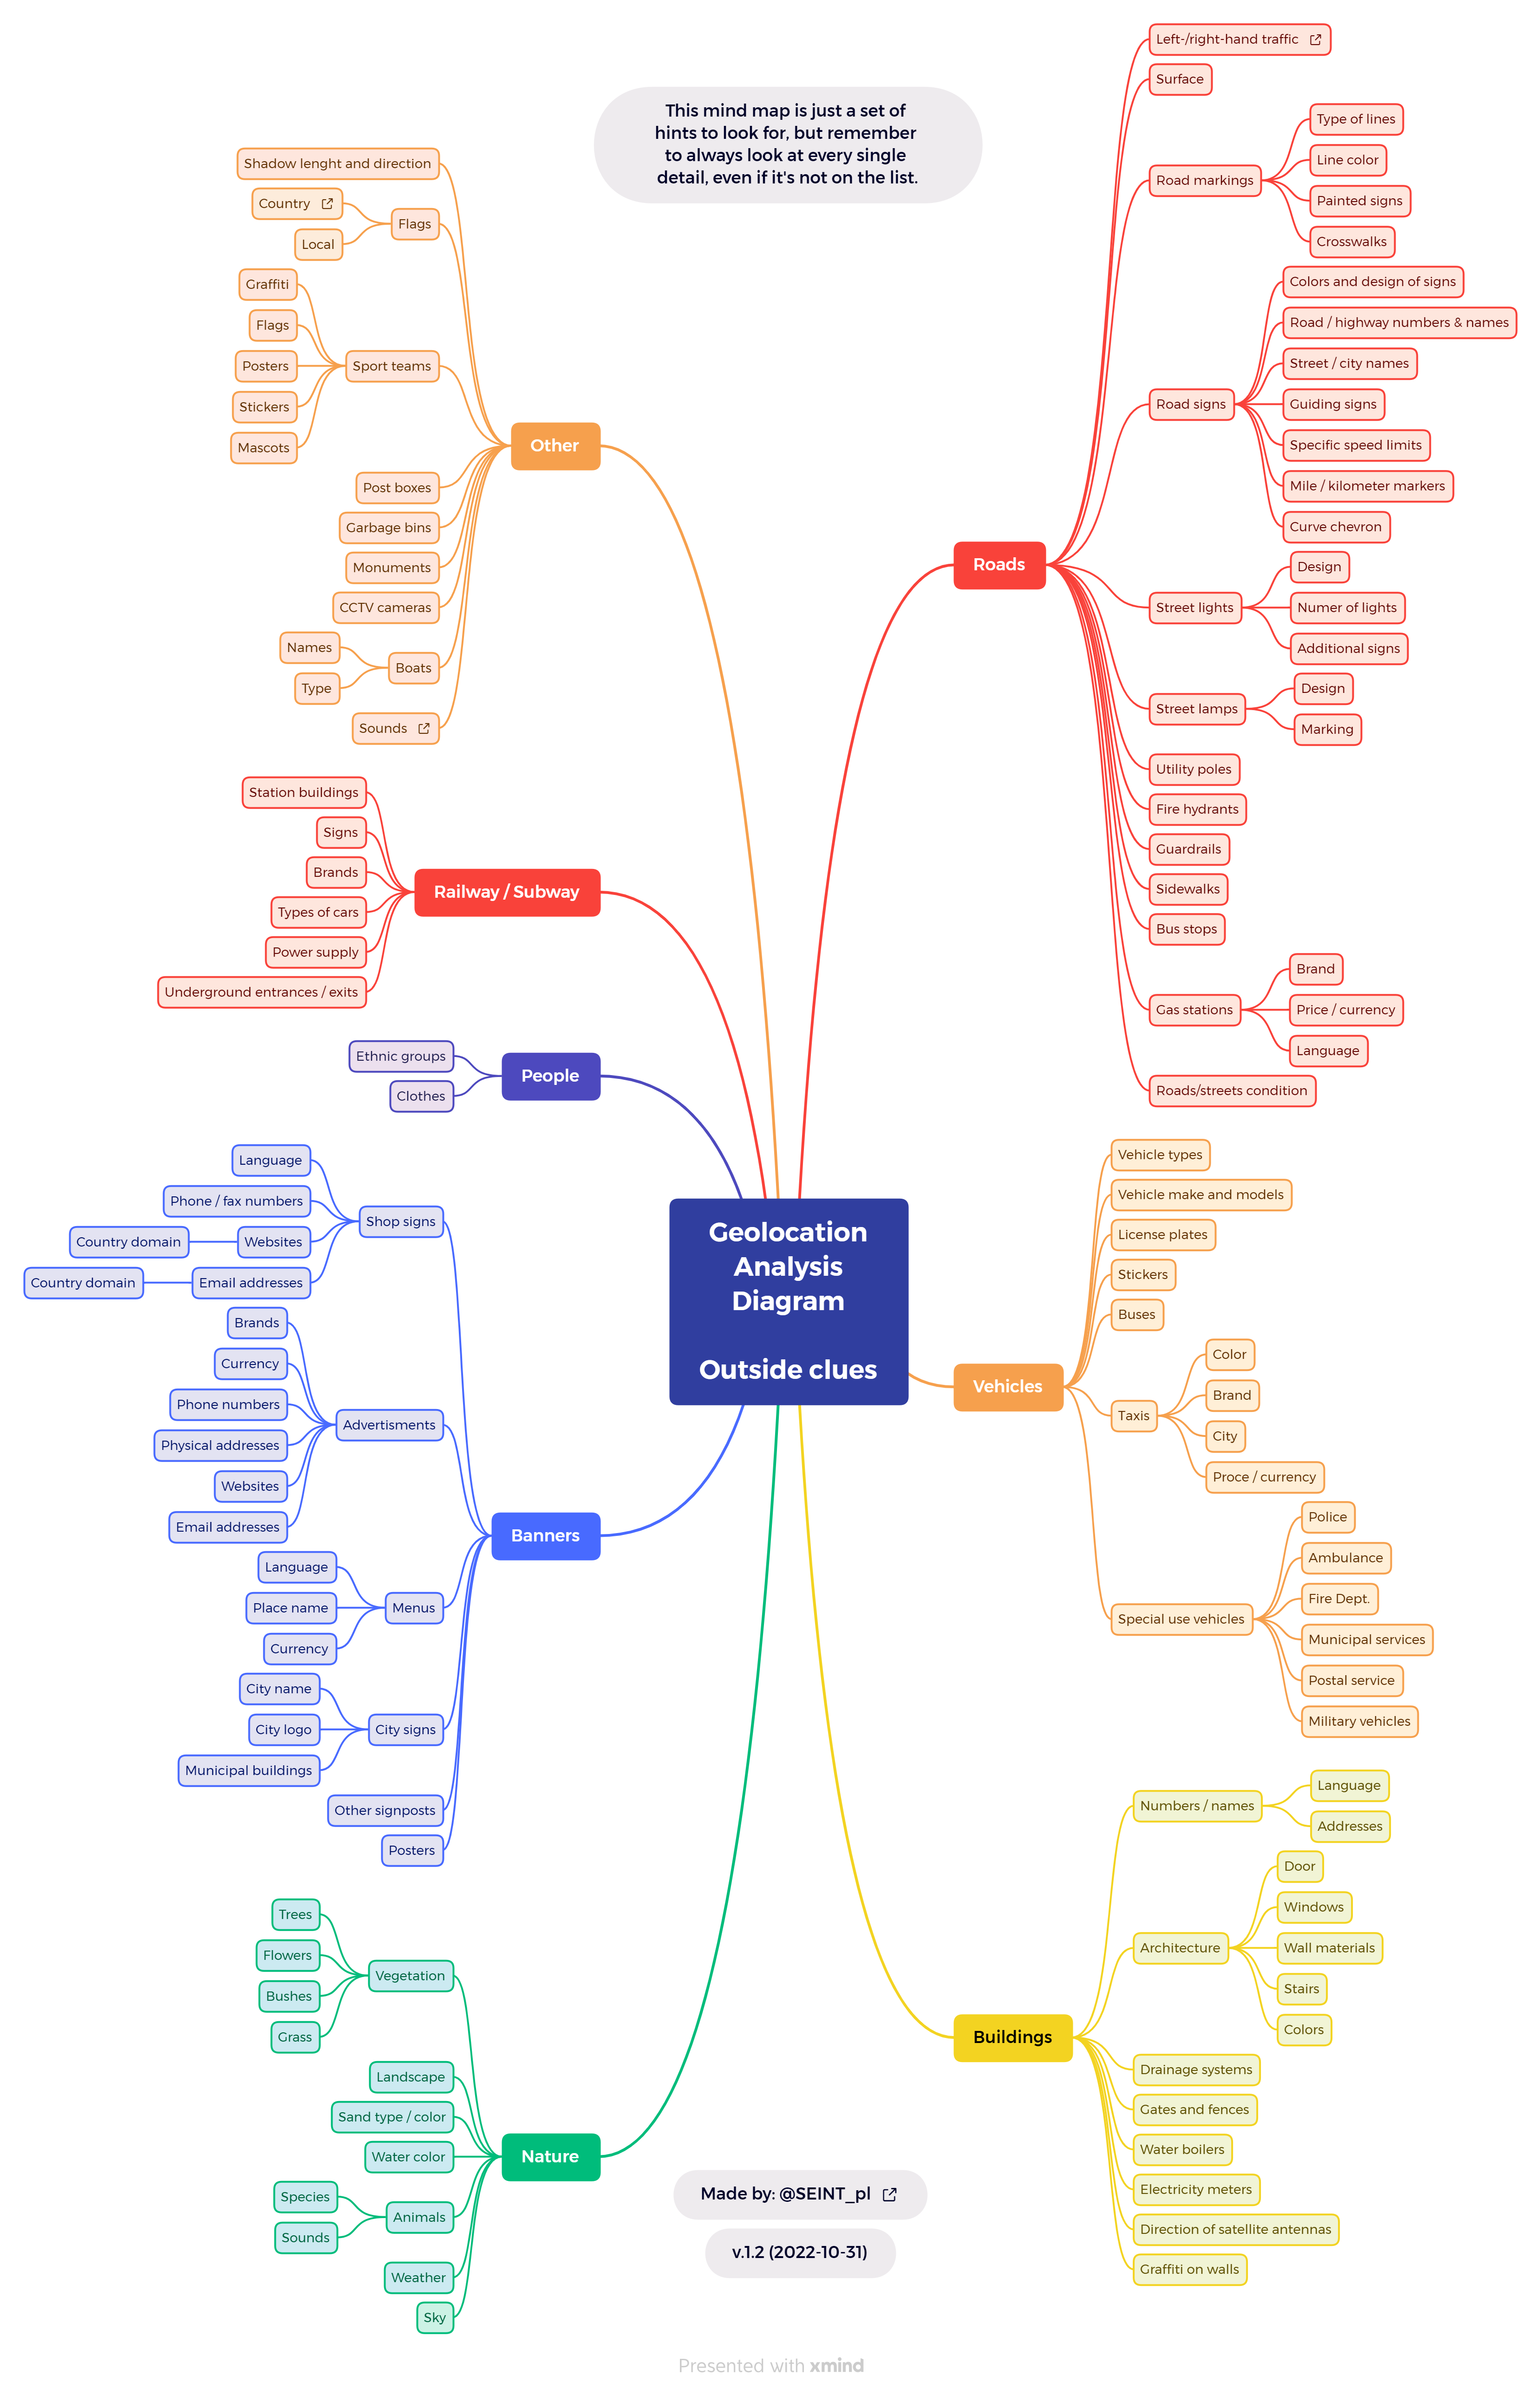 This mind map is just a set of
hints to look for, but remember
to always look at every single
detail, even if it's not on the list.
Geolocation
Analysis
Diagram
Outside clues
Roads
Left-/right-hand traffic
Surface
Road markings
Type of lines
Line color
Painted signs
Crosswalks
Road signs
Colors and design of signs
Road / highway numbers & names
Street / city names
Guiding signs
Specific speed limits
Mile / kilometer markers
Curve chevron
Street lights
Design
Numer of lights
Additional signs
Street lamps
Design
Marking
Utility poles
Fire hydrants
Guardrails
Sidewalks
Bus stops
Gas stations
Brand
Price / currency
Language
Roads/streets condition
Vehicles
Vehicle types
Vehicle make and models
License plates
Stickers
Buses
Taxis
Color
Brand
City
Proce / currency
Special use vehicles
Police
Ambulance
Fire Dept.
Municipal services
Postal service
Military vehicles
Buildings
Numbers / names
Language
Addresses
Architecture
Door
Windows
Wall materials
Stairs
Colors
Drainage systems
Gates and fences
Water boilers
Electricity meters
Direction of satellite antennas
Graffiti on walls
Other
Shadow lenght and direction
Flags
Country
Local
Sport teams
Graffiti
Flags
Posters
Stickers
Mascots
Post boxes
Garbage bins
Monuments
CCTV cameras
Boats
Names
Type
Sounds
Railway / Subway
Station buildings
Signs
Brands
Types of cars
Power supply
Underground entrances / exits
People
Ethnic groups
Clothes
Banners
Shop signs
Language
Phone / fax numbers
Websites
Country domain
Email addresses
Country domain
Advertisments
Brands
Currency
Phone numbers
Physical addresses
Websites
Email addresses
Menus
Language
Place name
Currency
City signs
City name
City logo
Municipal buildings
Other signposts
Posters
Nature
Vegetation
Trees
Flowers
Bushes
Grass
Landscape
Sand type / color
Water color
Animals
Species
Sounds
Weather
Sky
Made by: @SEINT_pl
v.1.2 (2022-10-31)
Presented with xmind